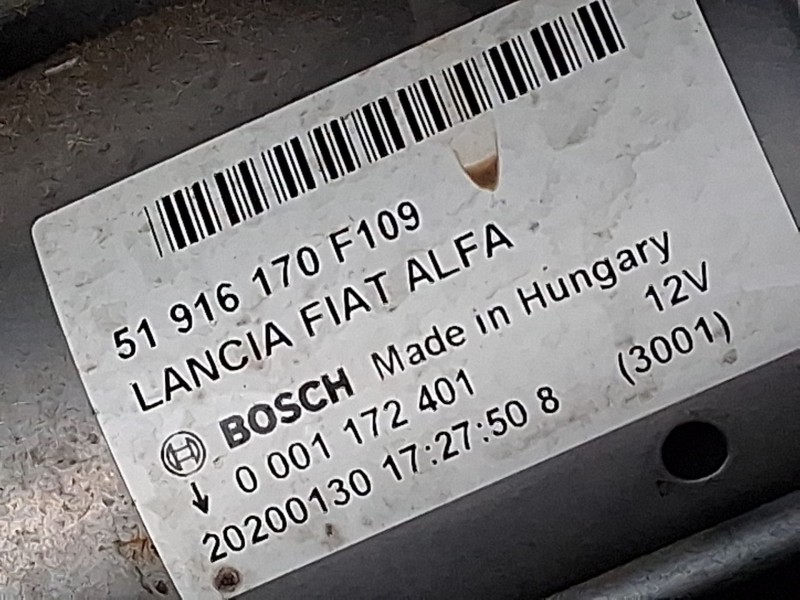 51 916 170 F109
LANCIA FIAT ALFA
BOSCH Made in Hungary
0 001 172 401 12V
20200130 17:27:50 8 (3001)